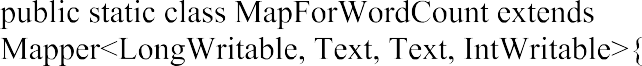 public static class MapForWordCount extends
Mapper<LongWritable, Text, Text, IntWritable>{